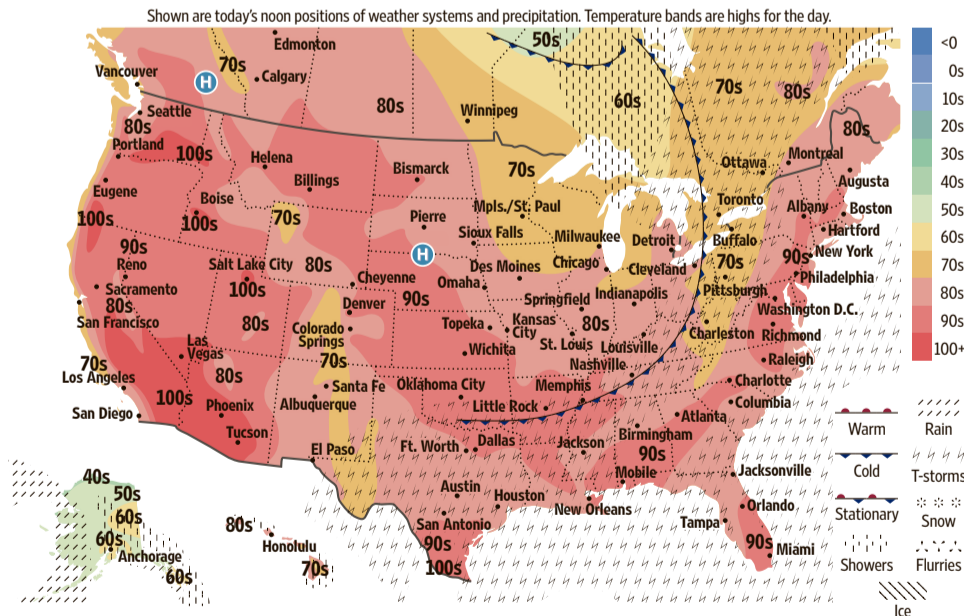 Shown are today's noon positions of weather systems and precipitation. Temperature bands are highs for the day.
Edmonton
50s
<0
Vancouver
70s
Calgary
H
0s
70s
80s
10s
80s
60s
20s
Seattle
Winnipeg
80s
80s
30s
Portland
100s
Helena
Bismarck
70s
Ottawa
Montreal
40s
Billings
Augusta
50s
Eugene
Boise
Mpls./St. Paul
Toronto
Albany
Boston
100s
100s
70s
Pierre
Sioux Falls
Milwaukee
Detroit
Buffalo
Hartford
60s
90s
H
New York
Reno
Salt Lake City
80s
Des Moines
Chicago
Cleveland
70s
90s
70s
Sacramento
100s
Cheyenne
Omaha
Indianapolis
Pittsburgh
Philadelphia
80s
80s
90s
Springfield
Washington D.C.
80s
San Francisco
80s
Denver
Topeka
Kansas
City
80s
Charleston
Richmond
90s
Las
Vegas
Colorado
Springs
St. Louis
Louisville
100+
70s
80s
70s
Wichita
Nashville
Raleigh
Los Angeles
Santa Fe
Oklahoma City
Memphis
Charlotte
San Diego
100s
Phoenix
Albuquerque
Little Rock
Atlanta
Columbia
Tucson
Birmingham
Warm
Rain
El Paso
Ft. Worth
Dallas
Jackson
90s
Cold
T-storms
Mobile
Jacksonville
40s
Austin
Houston
New Orleans
Orlando
Stationary
Snow
50s
60s
80s
San Antonio
Tampa
60s
Anchorage
Honolulu
90s
90s
Miami
Showers
Flurries
60s
70s
100s
Ice